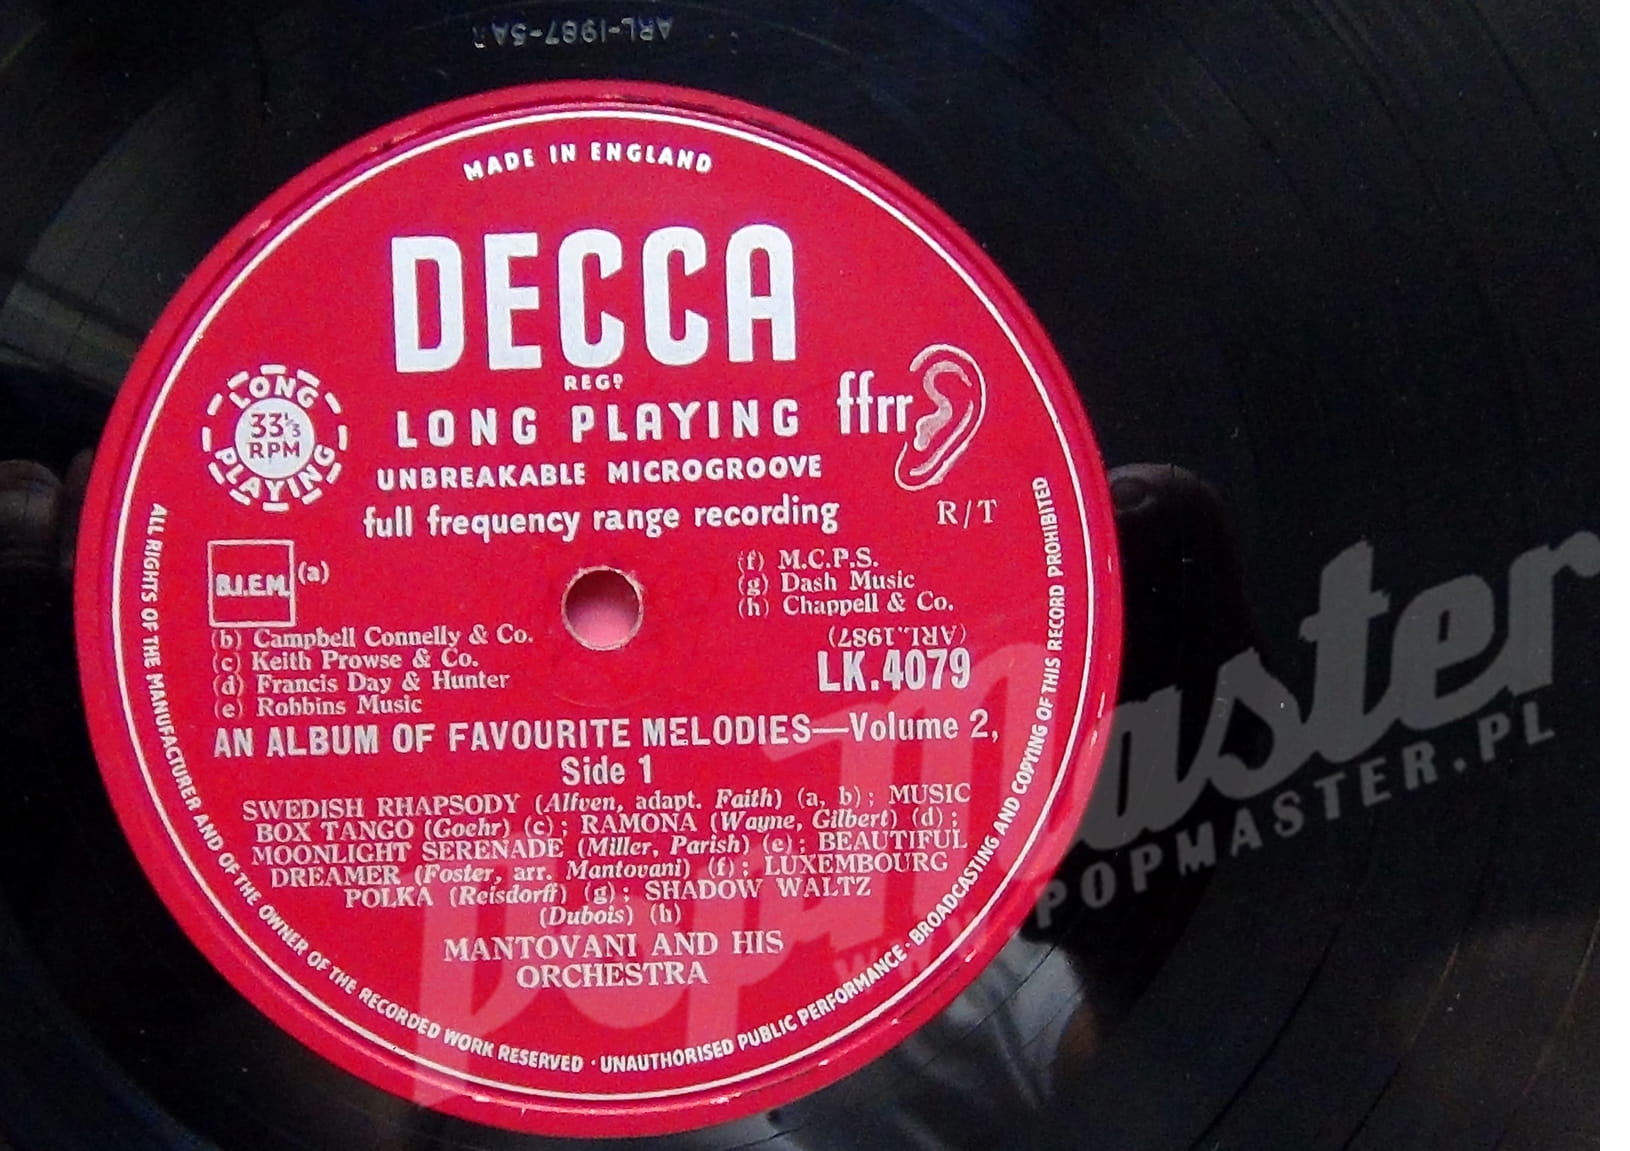 ARL-1987-5A
MADE IN ENGLAND
DECCA
REGD
LONG PLAYING
ffrr
LONG
33⅓
RPM
PLAYING
UNBREAKABLE MICROGROOVE
full frequency range recording
R/T
B.I.E.M. (a)
(b) Campbell Connelly & Co.
(c) Keith Prowse & Co.
(d) Francis Day & Hunter
(e) Robbins Music
(f) M.C.P.S.
(g) Dash Music
(h) Chappell & Co.
(ARL.1987)
LK.4079
AN ALBUM OF FAVOURITE MELODIES—Volume 2,
Side 1
SWEDISH RHAPSODY (Alfven, adapt. Faith) (a, b); MUSIC
BOX TANGO (Goehr) (c); RAMONA (Wayne, Gilbert) (d);
MOONLIGHT SERENADE (Miller, Parish) (e); BEAUTIFUL
DREAMER (Foster, arr. Mantovani) (f); LUXEMBOURG
POLKA (Reisdorff) (g); SHADOW WALTZ
(Dubois) (h)
MANTOVANI AND HIS
ORCHESTRA
ALL RIGHTS OF THE MANUFACTURER AND OF THE OWNER OF THE RECORDED WORK RESERVED · UNAUTHORISED PUBLIC PERFORMANCE · BROADCASTING AND COPYING OF THIS RECORD PROHIBITED
PopMaster
WWW.POPMASTER.PL